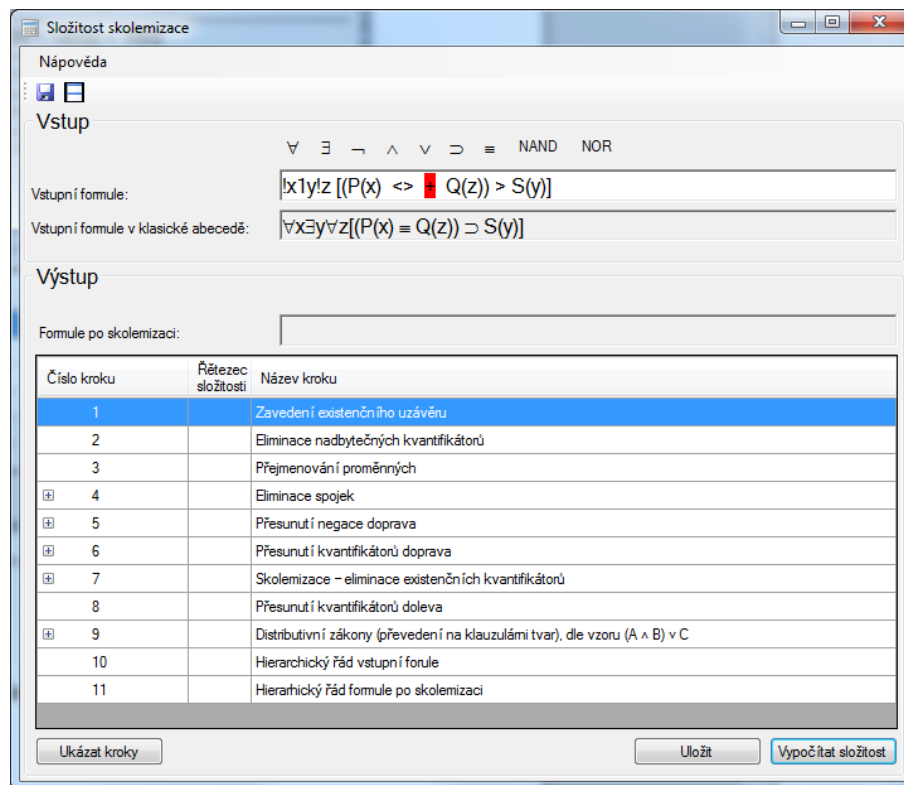 Složitost skolemizace
Nápověda
Vstup
∀ ∃ ¬ ∧ ∨ ⊃ ≡ NAND NOR
Vstupní formule: !x1y!z [(P(x) <> + Q(z)) > S(y)]
Vstupní formule v klasické abecedě: ∀x∃y∀z[(P(x) ≡ Q(z)) ⊃ S(y)]
Výstup
Formule po skolemizaci:
Číslo kroku Řětezec složitosti Název kroku
1 Zavedení existenčního uzávěru
2 Eliminace nadbytečných kvantifikátorů
3 Přejmenování proměnných
4 Eliminace spojek
5 Přesunutí negace doprava
6 Přesunutí kvantifikátorů doprava
7 Skolemizace – eliminace existenčních kvantifikátorů
8 Přesunutí kvantifikátorů doleva
9 Distributivní zákony (převedení na klauzulární tvar), dle vzoru (A ∧ B) ∨ C
10 Hierarchický řád vstupní forule
11 Hierarhický řád formule po skolemizaci
Ukázat kroky Uložit Vypočítat složitost